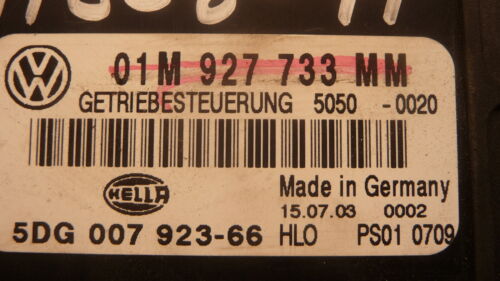 VW
01M 927 733 MM
GETRIEBESTEUERUNG 5050 -0020
HELLA
Made in Germany
15.07.03 0002
5DG 007 923-66 HLO PS01 0709